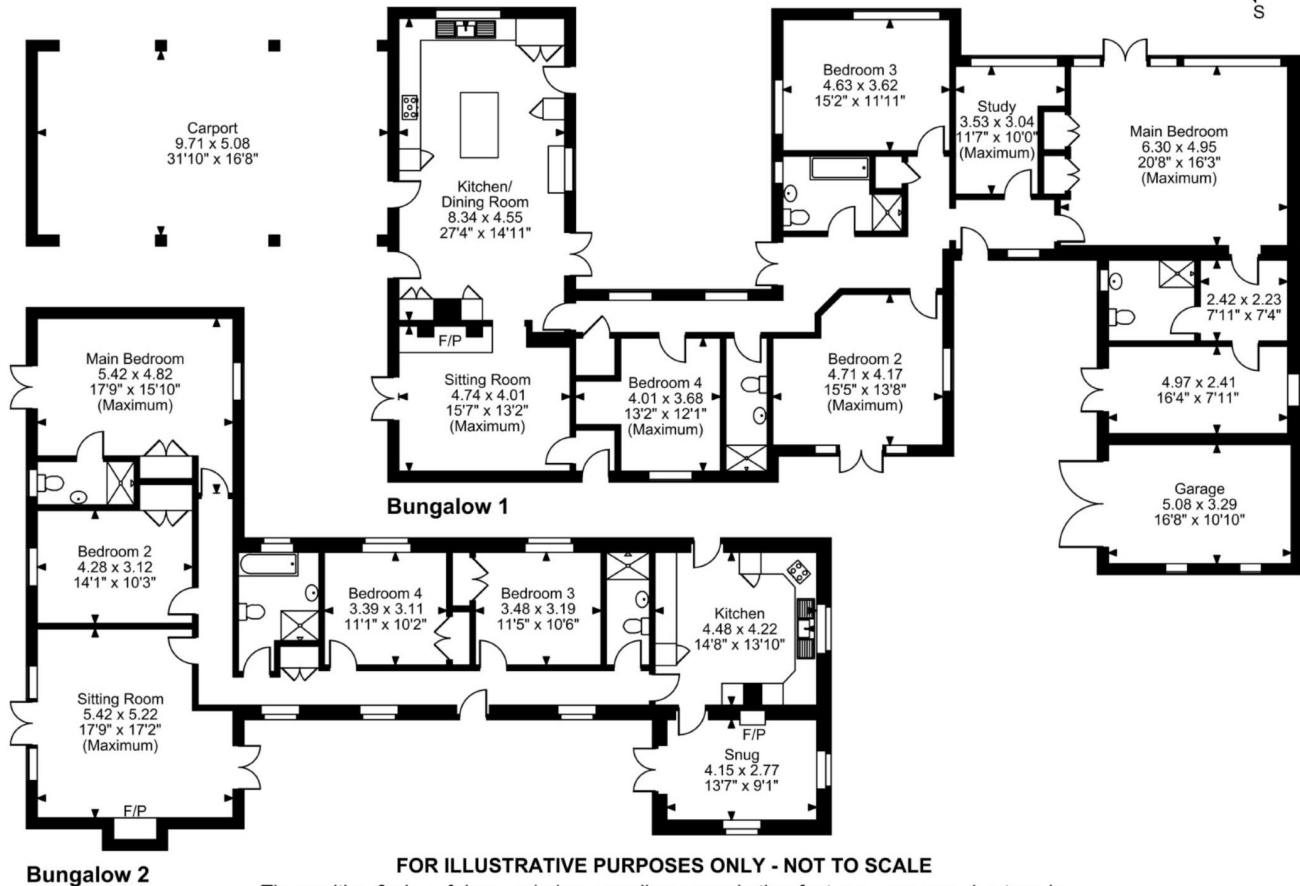 S
Carport
9.71 x 5.08
31'10" x 16'8"
Kitchen/
Dining Room
8.34 x 4.55
27'4" x 14'11"
F/P
Sitting Room
4.74 x 4.01
15'7" x 13'2"
(Maximum)
Bedroom 4
4.01 x 3.68
13'2" x 12'1"
(Maximum)
Bedroom 3
4.63 x 3.62
15'2" x 11'11"
Study
3.53 x 3.04
11'7" x 10'0"
(Maximum)
Main Bedroom
6.30 x 4.95
20'8" x 16'3"
(Maximum)
Bedroom 2
4.71 x 4.17
15'5" x 13'8"
(Maximum)
2.42 x 2.23
7'11" x 7'4"
4.97 x 2.41
16'4" x 7'11"
Garage
5.08 x 3.29
16'8" x 10'10"
Bungalow 1
Main Bedroom
5.42 x 4.82
17'9" x 15'10"
(Maximum)
Bedroom 2
4.28 x 3.12
14'1" x 10'3"
Sitting Room
5.42 x 5.22
17'9" x 17'2"
(Maximum)
F/P
Bedroom 4
3.39 x 3.11
11'1" x 10'2"
Bedroom 3
3.48 x 3.19
11'5" x 10'6"
Kitchen
4.48 x 4.22
14'8" x 13'10"
F/P
Snug
4.15 x 2.77
13'7" x 9'1"
Bungalow 2
FOR ILLUSTRATIVE PURPOSES ONLY - NOT TO SCALE